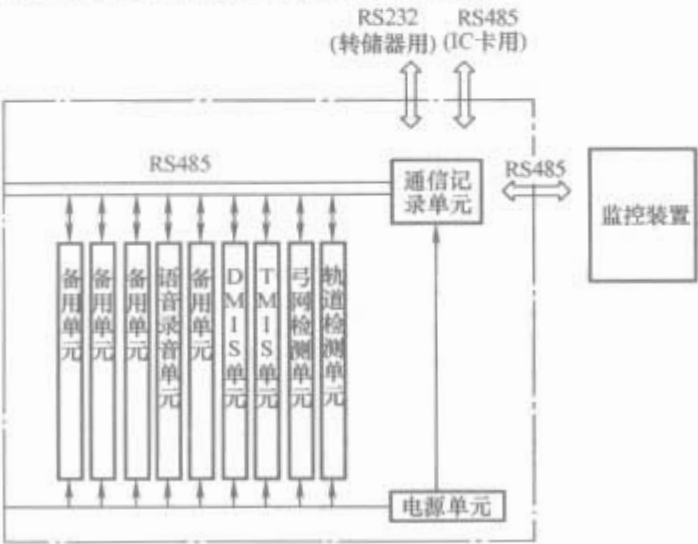 RS232
(转储器用)
RS485
(IC卡用)
RS485
通信记
录单元
RS485
监控装置
备用单元
备用单元
备用单元
语音录音单元
备用单元
DMIS单元
TMIS单元
弓网检测单元
轨道检测单元
电源单元